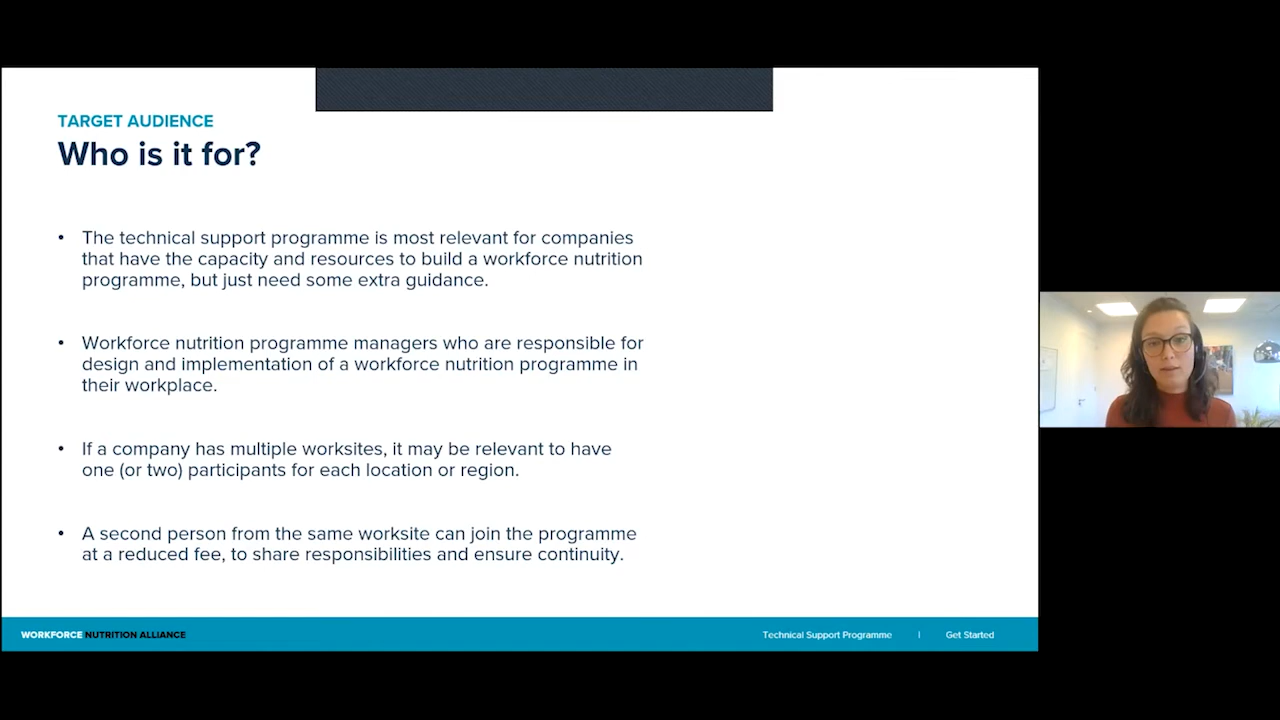 TARGET AUDIENCE
Who is it for?
• The technical support programme is most relevant for companies
that have the capacity and resources to build a workforce nutrition
programme, but just need some extra guidance.
• Workforce nutrition programme managers who are responsible for
design and implementation of a workforce nutrition programme in
their workplace.
• If a company has multiple worksites, it may be relevant to have
one (or two) participants for each location or region.
• A second person from the same worksite can join the programme
at a reduced fee, to share responsibilities and ensure continuity.
WORKFORCE NUTRITION ALLIANCE
Technical Support Programme | Get Started